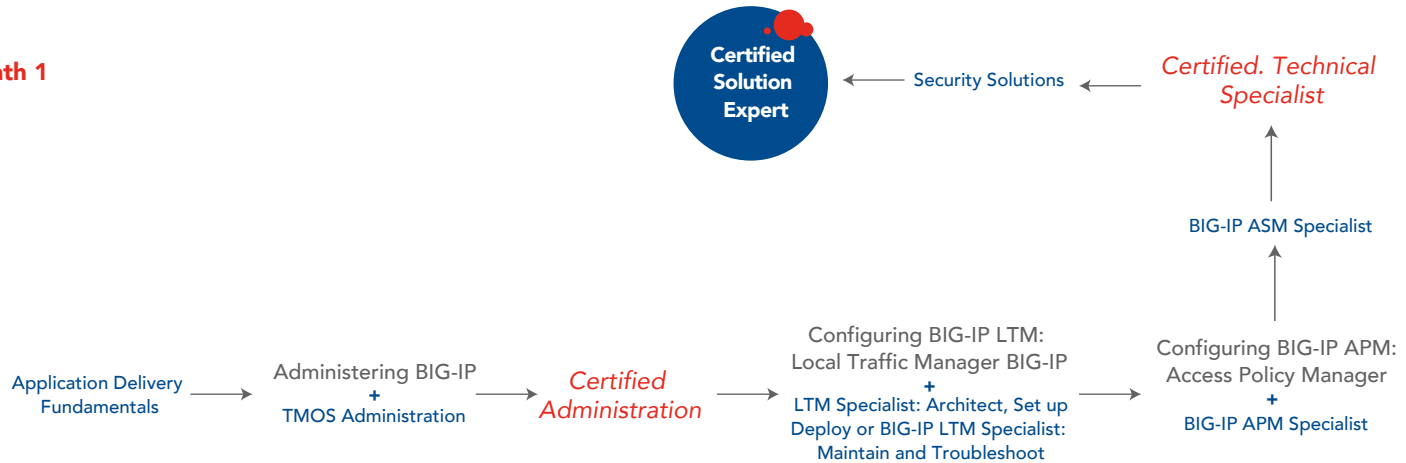 Certified
Solution
Expert
Security Solutions
Certified. Technical
Specialist
th 1
BIG-IP ASM Specialist
Application Delivery
Fundamentals
Administering BIG-IP
+
TMOS Administration
Certified
Administration
Configuring BIG-IP LTM:
Local Traffic Manager BIG-IP
+
LTM Specialist: Architect, Set up
Deploy or BIG-IP LTM Specialist:
Maintain and Troubleshoot
Configuring BIG-IP APM:
Access Policy Manager
+
BIG-IP APM Specialist